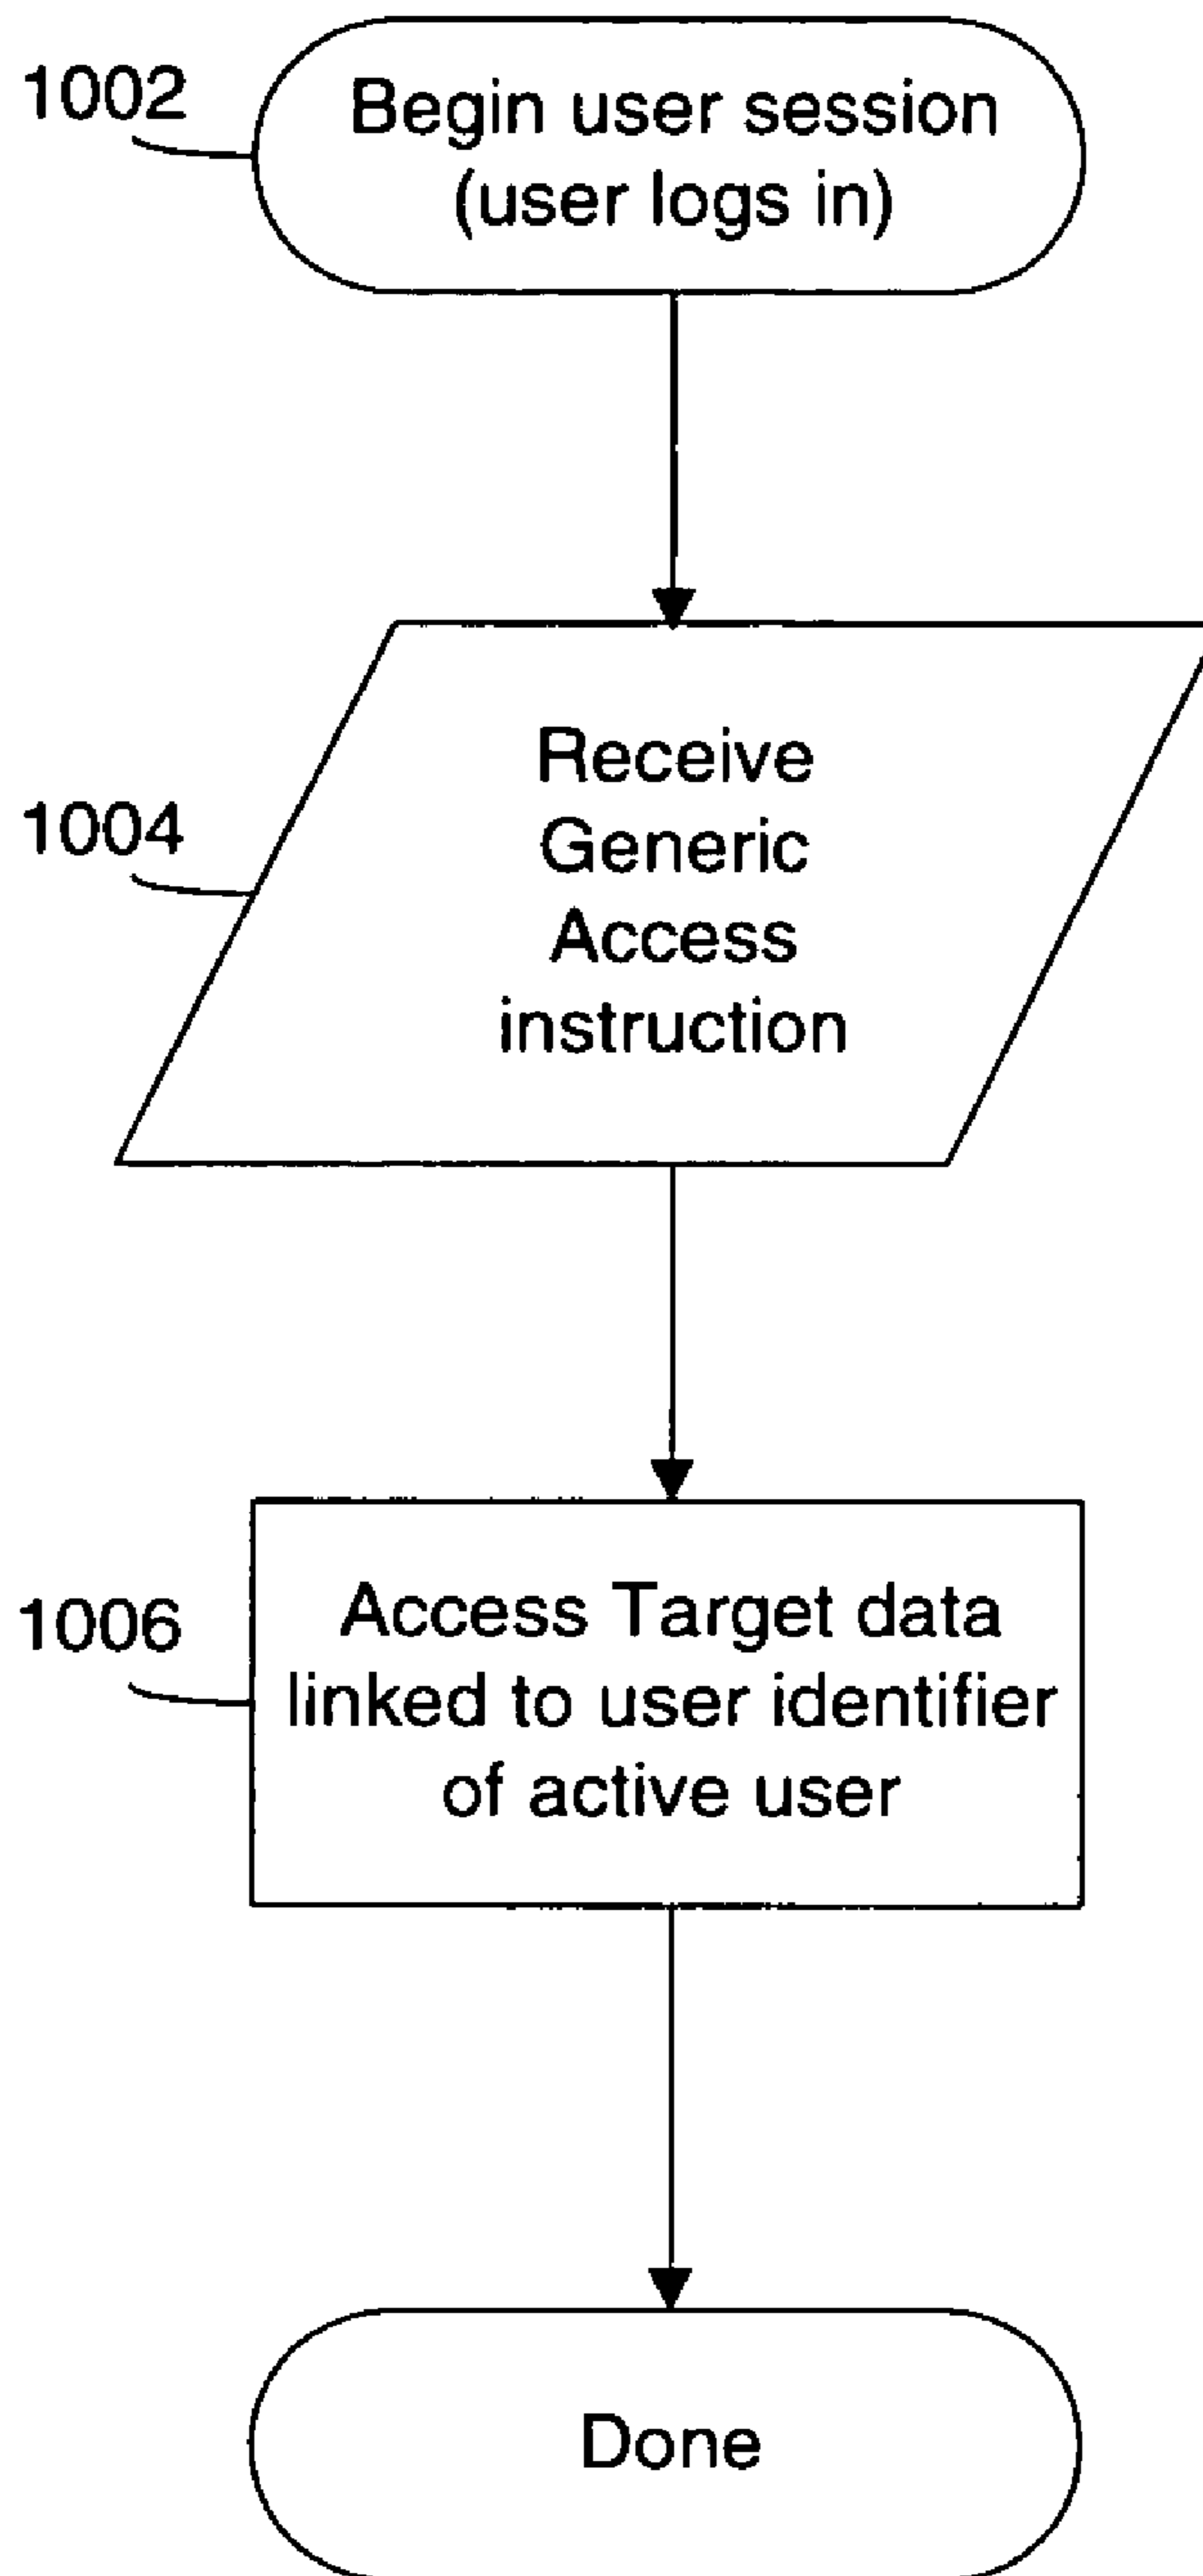 1002
Begin user session
(user logs in)
1004
Receive
Generic
Access
instruction
1006
Access Target data
linked to user identifier
of active user
Done